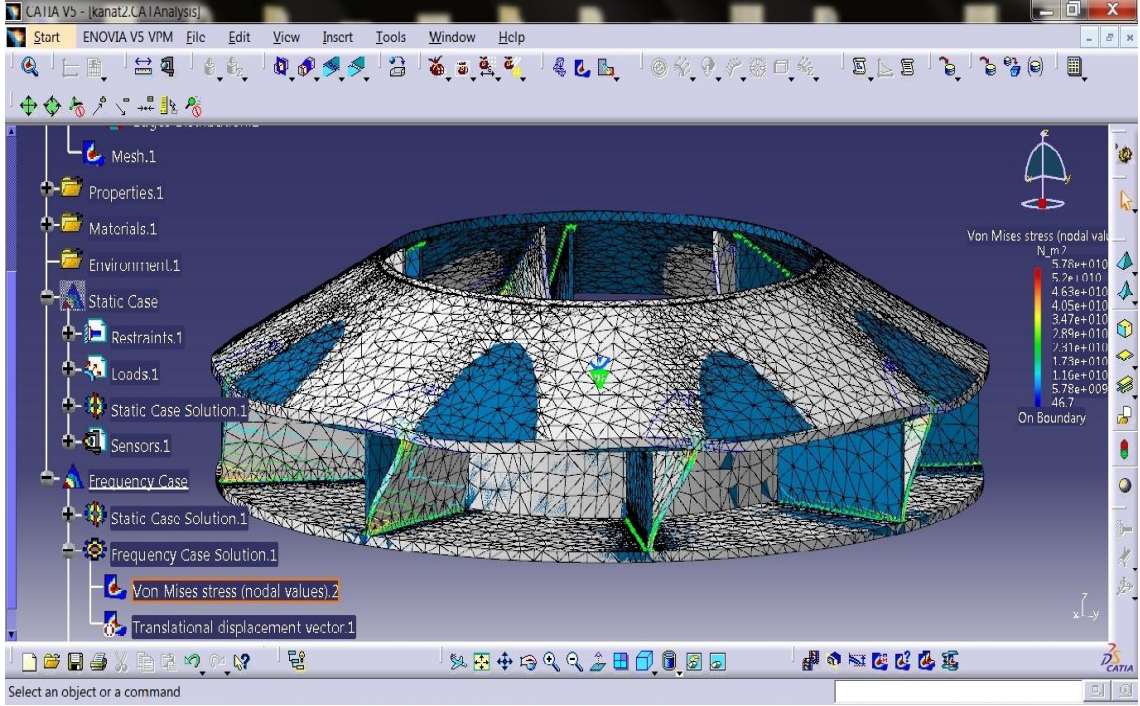 CATIA V5 - [kanat2.CATAnalysis]
Start ENOVIA V5 VPM File Edit View Insert Tools Window Help
Mesh.1
Properties.1
Materials.1
Environment.1
Static Case
Restraints.1
Loads.1
Static Case Solution.1
Sensors.1
Frequency Case
Static Case Solution.1
Frequency Case Solution.1
Von Mises stress (nodal values).2
Translational displacement vector.1
z
x y
Von Mises stress (nodal valu
N_m2
5.78e+010
5.2e+010
4.63e+010
4.05e+010
3.47e+010
2.89e+010
2.31e+010
1.73e+010
1.16e+010
5.78e+009
46.7
On Boundary
z
x y
CATIA
Select an object or a command